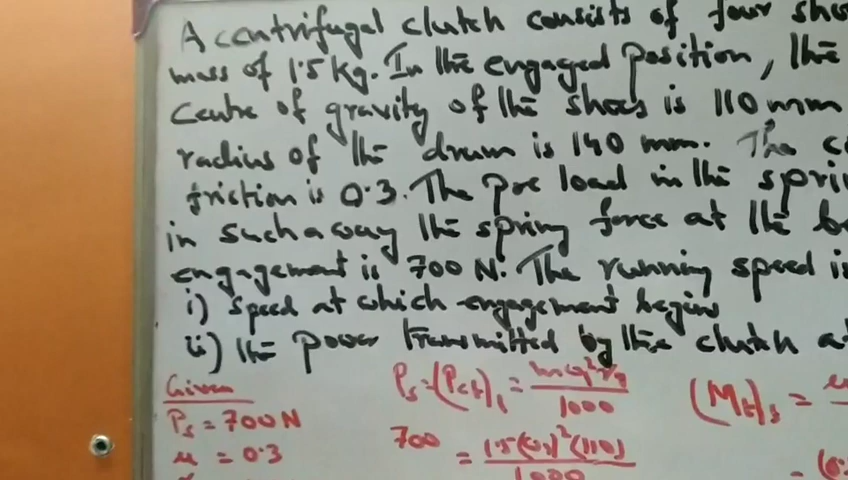 A centrifugal clutch consists of four
mass of 1.5 kg. In the engaged position, the
Centre of gravity of the shoes is 110 mm
radius of the drum is 140 mm. The
friction is 0.3. The pre load in the
in such a way the spring force at the
engagement is 700 N. The running speed
i) speed at which engagement begins
ii) the power transmitted by the clutch
Given
Ps = 700 N
μ = 0.3
Ps = (Pcf)1 = mω1²rg / 1000
700 = 1.5(ω1)²(110) / 1000
(Mt)s =